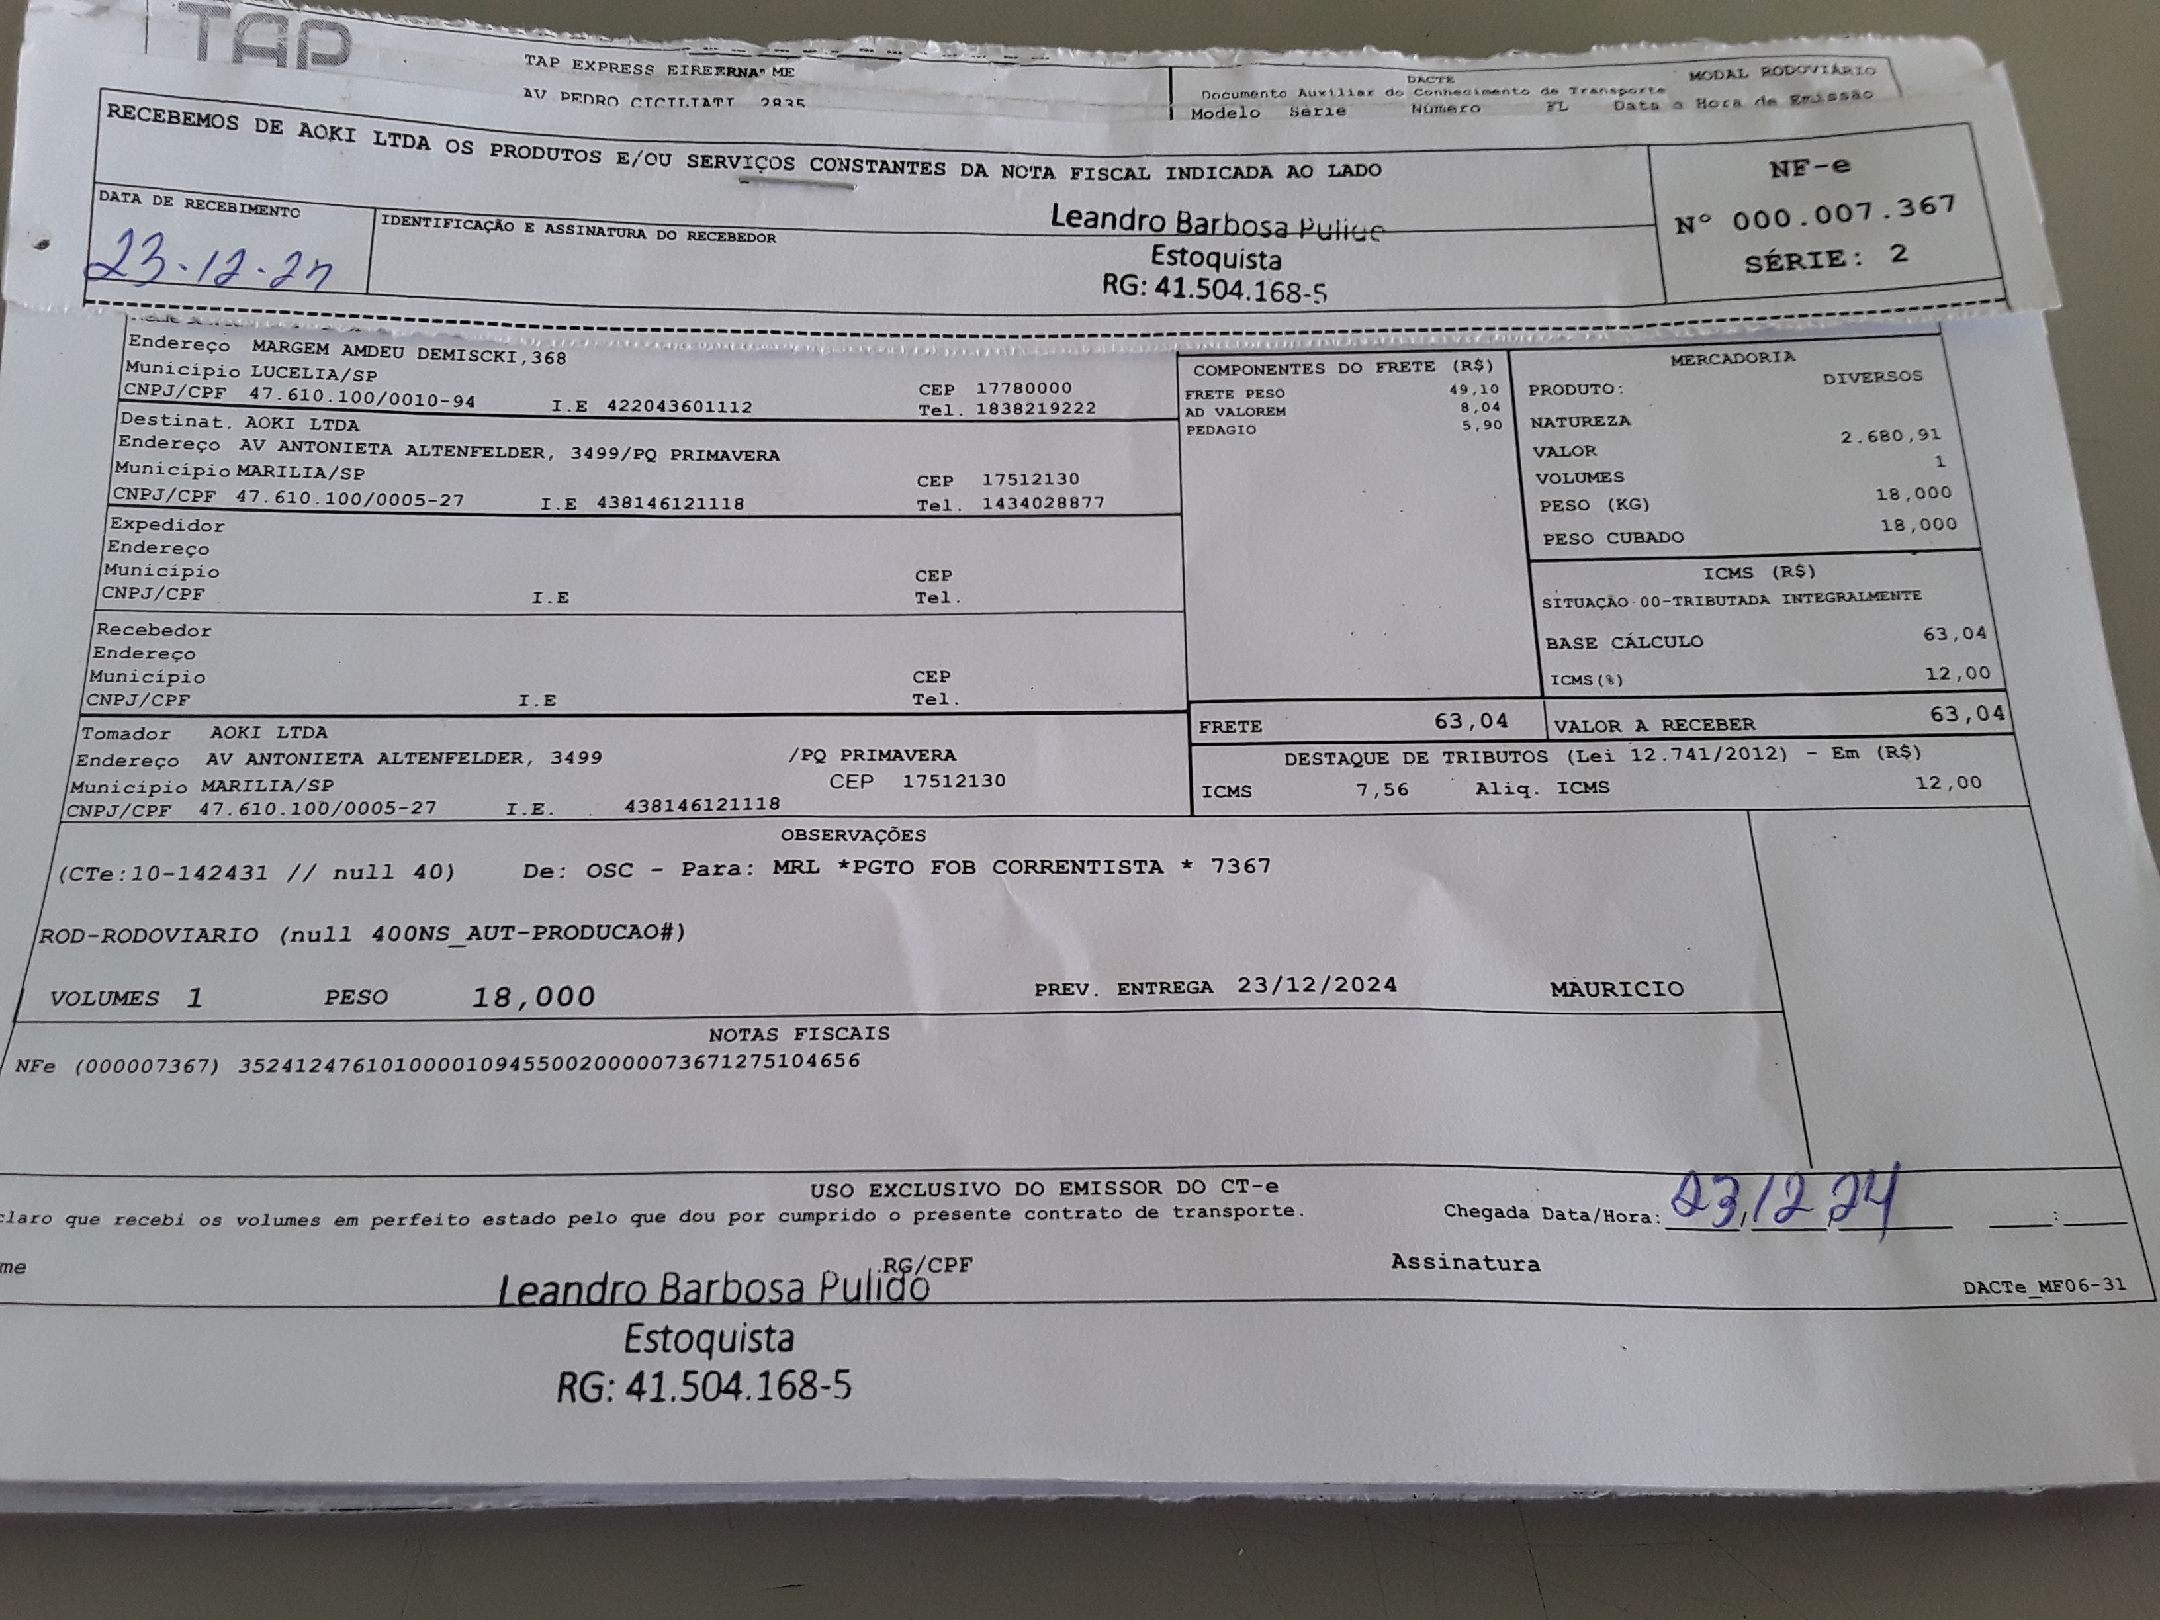 TAP
TAP EXPRESS ME
AV PEDRO CICILIATI 2835
DACTE
Documento Auxiliar do Conhecimento de Transporte
MODAL RODOVIÁRIO
Modelo Série Número FL Data e Hora de Emissão
RECEBEMOS DE AOKI LTDA OS PRODUTOS E/OU SERVIÇOS CONSTANTES DA NOTA FISCAL INDICADA AO LADO
NF-e
Nº 000.007.367
SÉRIE: 2
DATA DE RECEBIMENTO
23.12.24
IDENTIFICAÇÃO E ASSINATURA DO RECEBEDOR
Leandro Barbosa
Estoquista
RG: 41.504.168-5
Endereço MARGEM AMDEU DEMISCKI,368
Município LUCELIA/SP CEP 17780000
CNPJ/CPF 47.610.100/0010-94 I.E 422043601112 Tel. 1838219222
Destinat. AOKI LTDA
Endereço AV ANTONIETA ALTENFELDER, 3499/PQ PRIMAVERA
Município MARILIA/SP CEP 17512130
CNPJ/CPF 47.610.100/0005-27 I.E 438146121118 Tel. 1434028877
Expedidor
Endereço
Município CEP
CNPJ/CPF I.E Tel.
Recebedor
Endereço
Município CEP
CNPJ/CPF I.E Tel.
Tomador AOKI LTDA
Endereço AV ANTONIETA ALTENFELDER, 3499 /PQ PRIMAVERA
Município MARILIA/SP CEP 17512130
CNPJ/CPF 47.610.100/0005-27 I.E. 438146121118
COMPONENTES DO FRETE (R$)
FRETE PESO 49,10
AD VALOREM 8,04
PEDAGIO 5,90
MERCADORIA
PRODUTO: DIVERSOS
NATUREZA
VALOR 2.680,91
VOLUMES 1
PESO (KG) 18,000
PESO CUBADO 18,000
ICMS (R$)
SITUAÇÃO 00-TRIBUTADA INTEGRALMENTE
BASE CÁLCULO 63,04
ICMS(%) 12,00
FRETE 63,04 VALOR A RECEBER 63,04
DESTAQUE DE TRIBUTOS (Lei 12.741/2012) - Em (R$)
ICMS 7,56 Aliq. ICMS 12,00
OBSERVAÇÕES
(CTe:10-142431 // null 40) De: OSC - Para: MRL *PGTO FOB CORRENTISTA * 7367
ROD-RODOVIARIO (null 400NS_AUT-PRODUCAO#)
VOLUMES 1 PESO 18,000 PREV. ENTREGA 23/12/2024 MAURICIO
NOTAS FISCAIS
NFe (000007367) 35241247610100001094550020000073671275104656
USO EXCLUSIVO DO EMISSOR DO CT-e
claro que recebi os volumes em perfeito estado pelo que dou por cumprido o presente contrato de transporte.
Chegada Data/Hora: 23,12,24 :
me RG/CPF Assinatura
Leandro Barbosa Pulido
Estoquista
RG: 41.504.168-5
DACTe_MF06-31